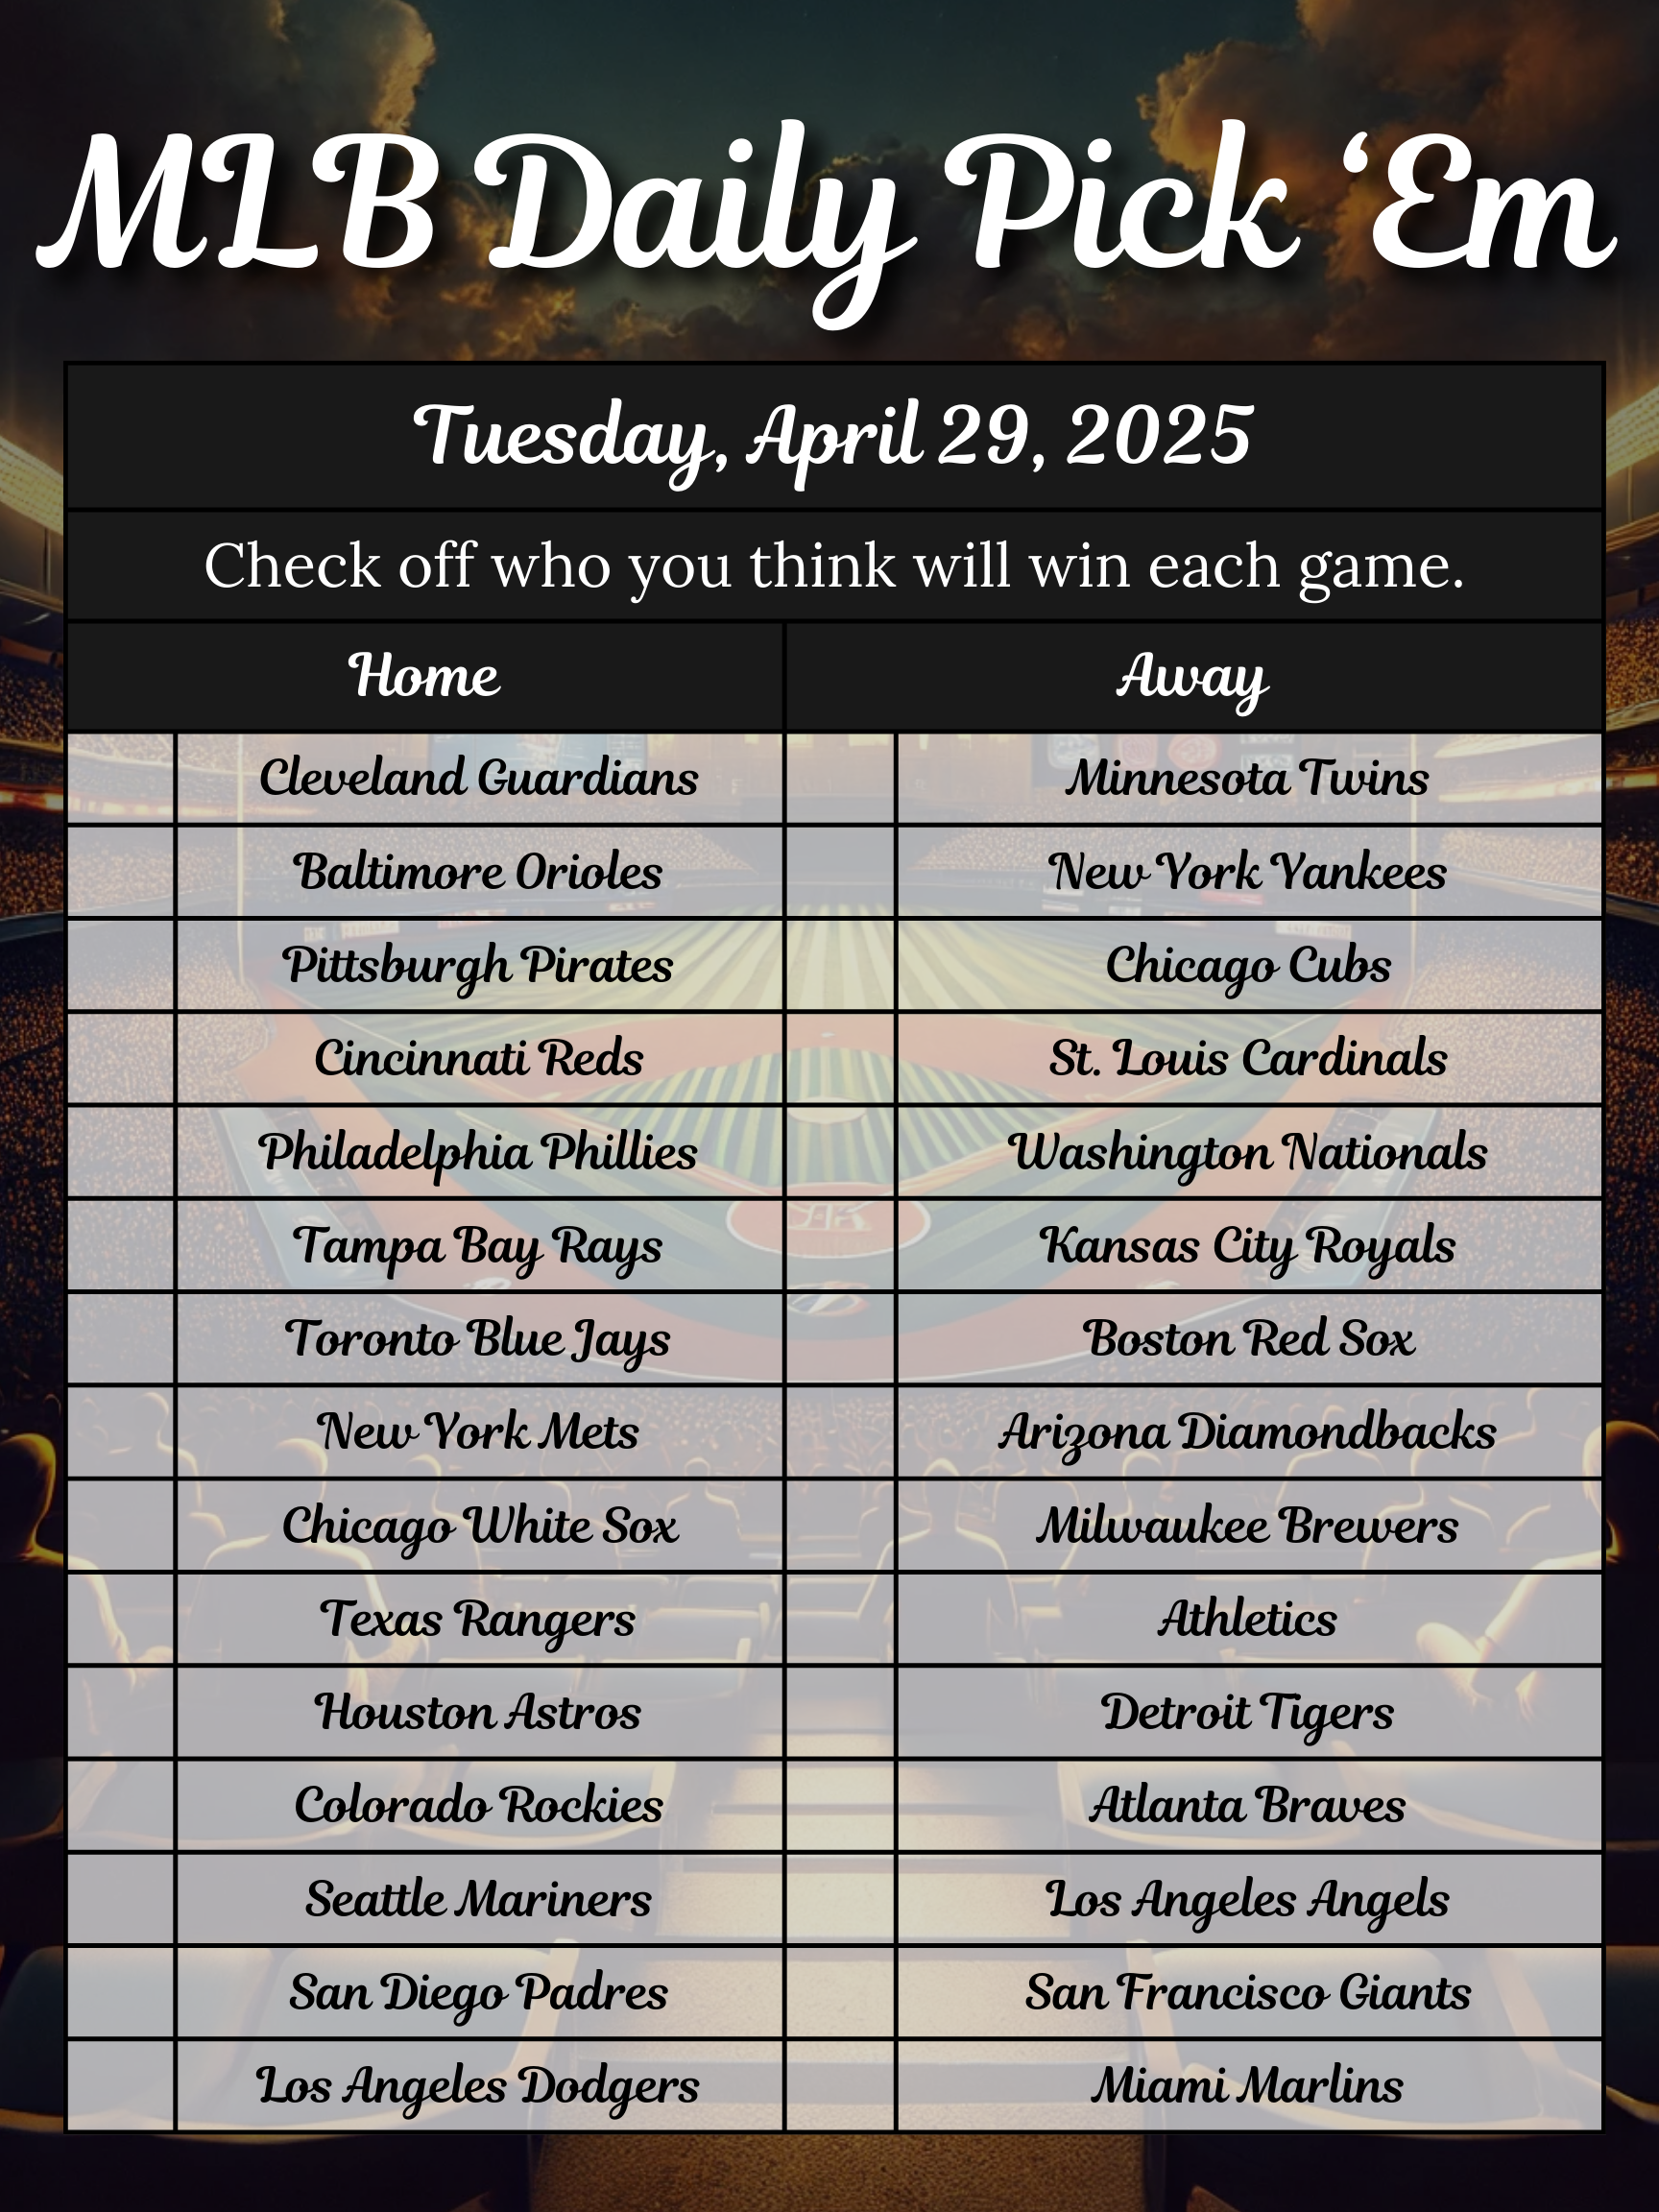 MLB Daily Pick ‘Em
Tuesday, April 29, 2025
Check off who you think will win each game.
Home Away
Cleveland Guardians Minnesota Twins
Baltimore Orioles New York Yankees
Pittsburgh Pirates Chicago Cubs
Cincinnati Reds St. Louis Cardinals
Philadelphia Phillies Washington Nationals
Tampa Bay Rays Kansas City Royals
Toronto Blue Jays Boston Red Sox
New York Mets Arizona Diamondbacks
Chicago White Sox Milwaukee Brewers
Texas Rangers Athletics
Houston Astros Detroit Tigers
Colorado Rockies Atlanta Braves
Seattle Mariners Los Angeles Angels
San Diego Padres San Francisco Giants
Los Angeles Dodgers Miami Marlins